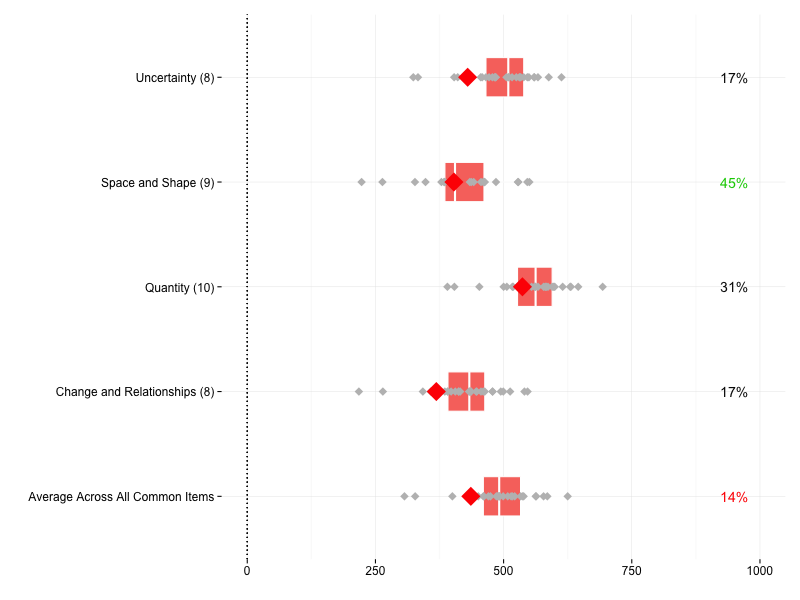 Uncertainty (8) 17%
Space and Shape (9) 45%
Quantity (10) 31%
Change and Relationships (8) 17%
Average Across All Common Items 14%
0 250 500 750 1000